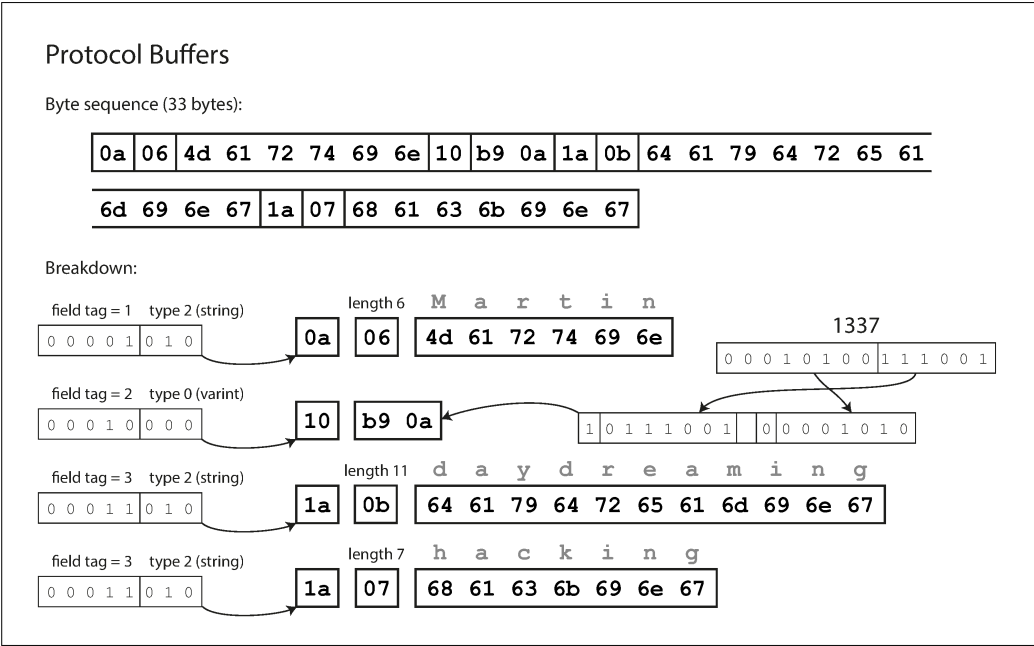 Protocol Buffers
Byte sequence (33 bytes):
0a 06 4d 61 72 74 69 6e 10 b9 0a 1a 0b 64 61 79 64 72 65 61
6d 69 6e 67 1a 07 68 61 63 6b 69 6e 67
Breakdown:
field tag = 1 type 2 (string) length 6 M a r t i n
0 0 0 0 1 0 1 0 0a 06 4d 61 72 74 69 6e
1337
0 0 0 1 0 1 0 0 1 1 1 0 0 1
field tag = 2 type 0 (varint)
0 0 0 1 0 0 0 0 10 b9 0a 1 0 1 1 1 0 0 1 0 0 0 0 1 0 1 0
field tag = 3 type 2 (string) length 11 d a y d r e a m i n g
0 0 0 1 1 0 1 0 1a 0b 64 61 79 64 72 65 61 6d 69 6e 67
field tag = 3 type 2 (string) length 7 h a c k i n g
0 0 0 1 1 0 1 0 1a 07 68 61 63 6b 69 6e 67